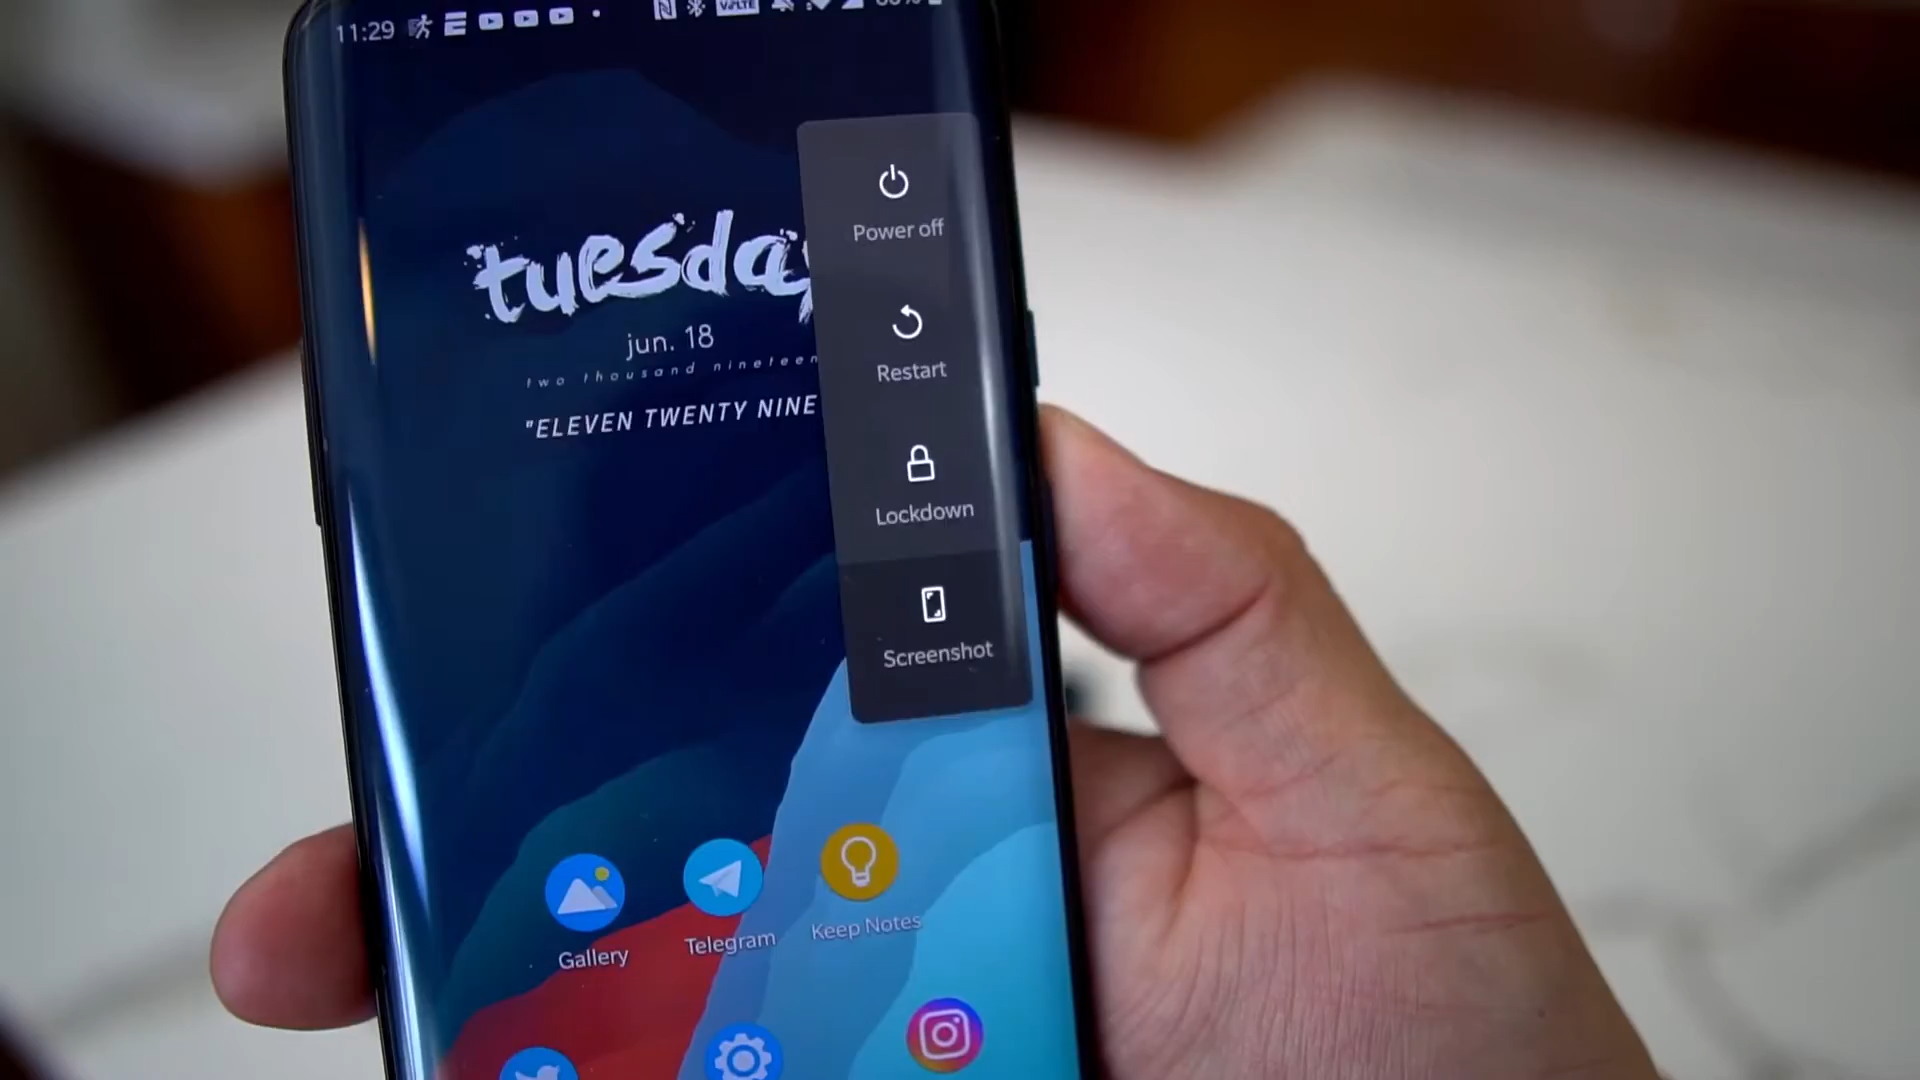 11:29
VoLTE
tuesday
jun. 18
two thousand nineteen
"ELEVEN TWENTY NINE
Power off
Restart
Lockdown
Screenshot
Gallery
Telegram
Keep Notes